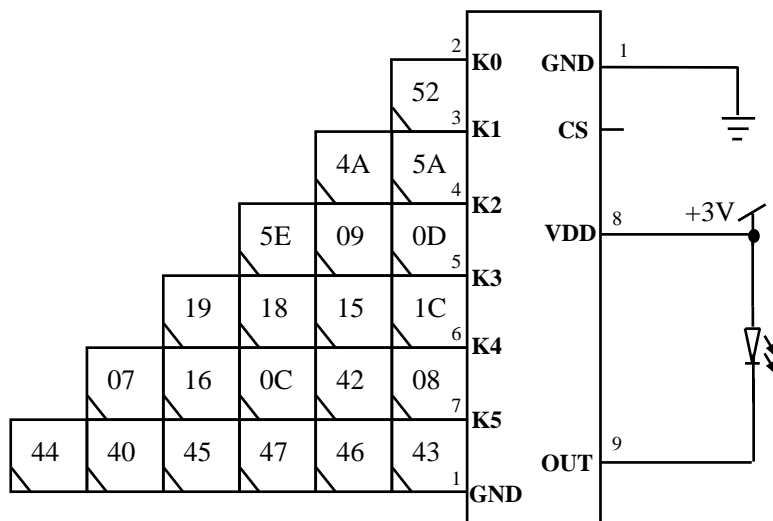 2 K0 GND 1
52
3 K1 CS
4A 5A
4 K2
+3V
5E 09 0D VDD 8
5 K3
19 18 15 1C
6 K4
07 16 0C 42 08
7 K5
44 40 45 47 46 43 OUT 9
1 GND